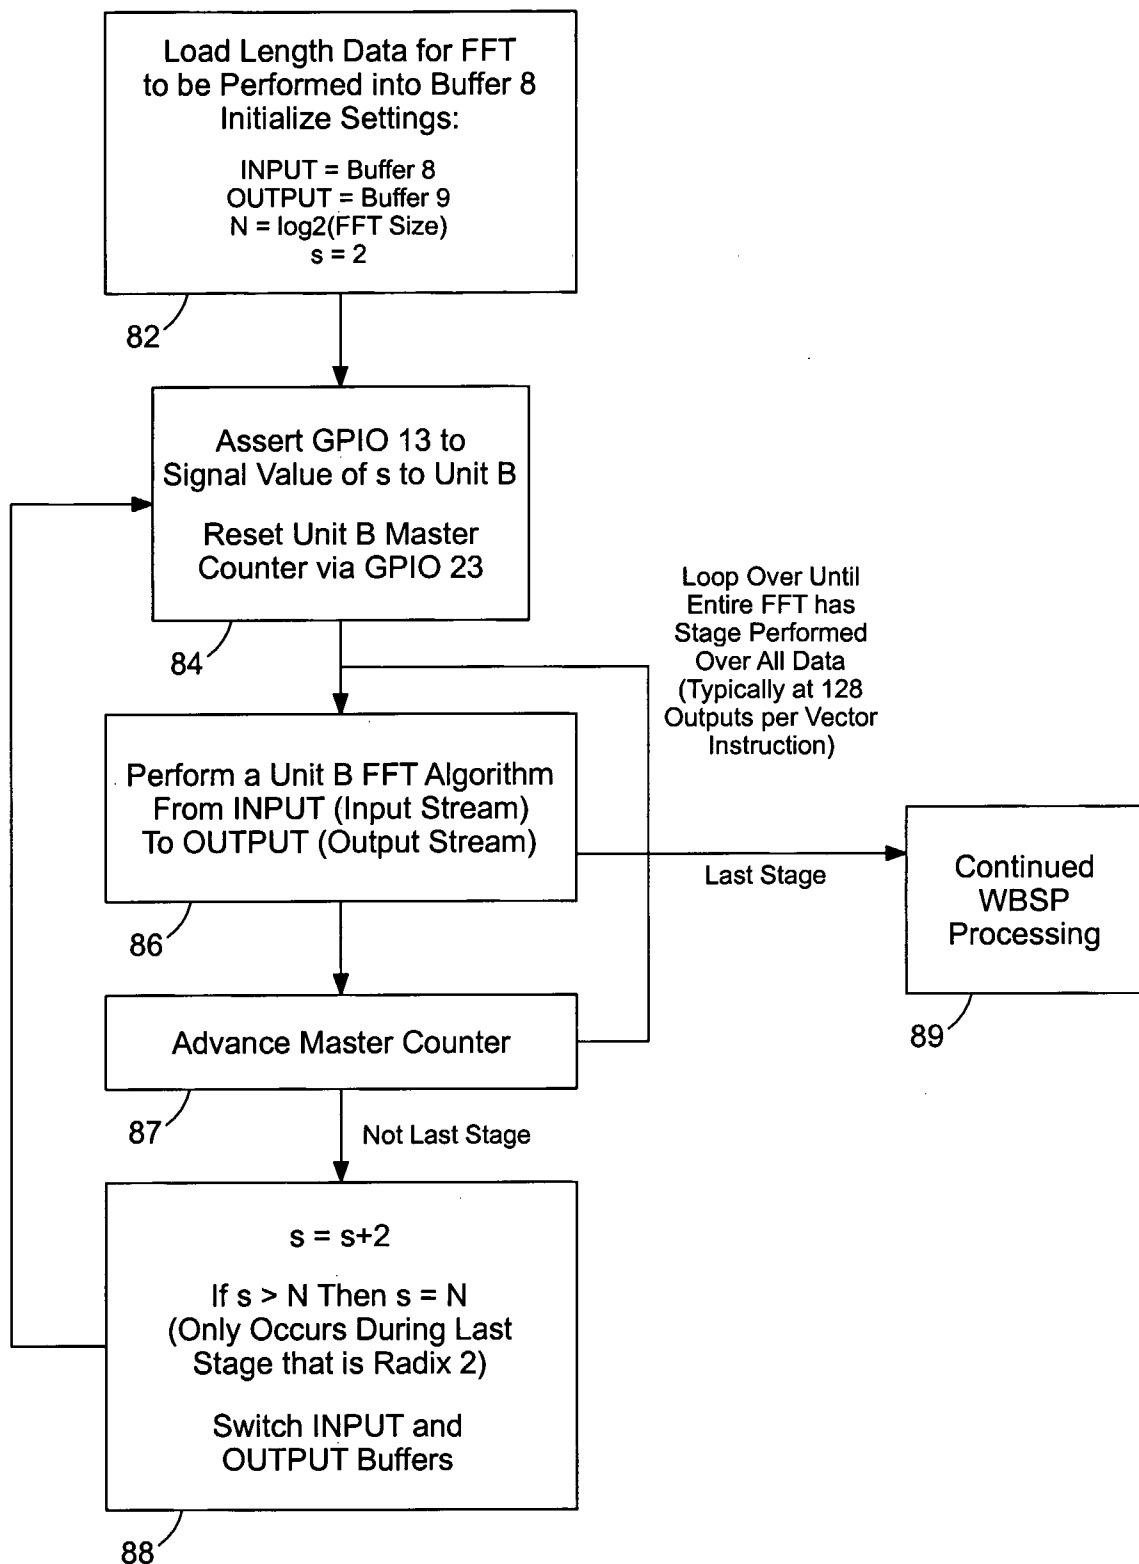 Load Length Data for FFT
to be Performed into Buffer 8
Initialize Settings:
INPUT = Buffer 8
OUTPUT = Buffer 9
N = log2(FFT Size)
s = 2
82
Assert GPIO 13 to
Signal Value of s to Unit B
Reset Unit B Master
Counter via GPIO 23
84
Loop Over Until
Entire FFT has
Stage Performed
Over All Data
(Typically at 128
Outputs per Vector
Instruction)
Perform a Unit B FFT Algorithm
From INPUT (Input Stream)
To OUTPUT (Output Stream)
86
Last Stage
Continued
WBSP
Processing
89
Advance Master Counter
87
Not Last Stage
s = s+2
If s > N Then s = N
(Only Occurs During Last
Stage that is Radix 2)
Switch INPUT and
OUTPUT Buffers
88